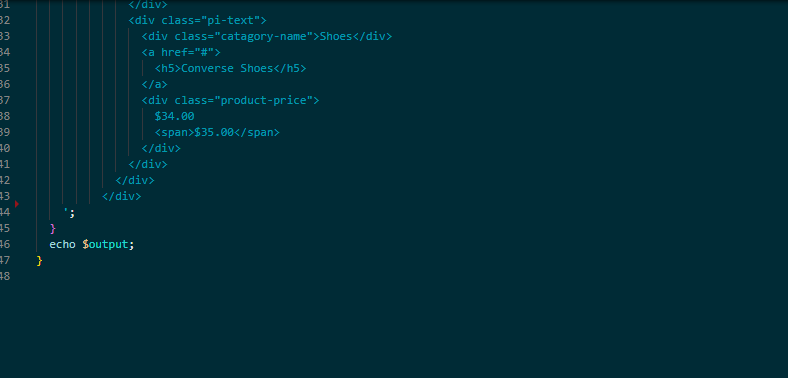 31 </div>
32 <div class="pi-text">
33 <div class="catagory-name">Shoes</div>
34 <a href="#">
35 <h5>Converse Shoes</h5>
36 </a>
37 <div class="product-price">
38 $34.00
39 <span>$35.00</span>
40 </div>
41 </div>
42 </div>
43 </div>
44 ';
45 }
46 echo $output;
47 }
48